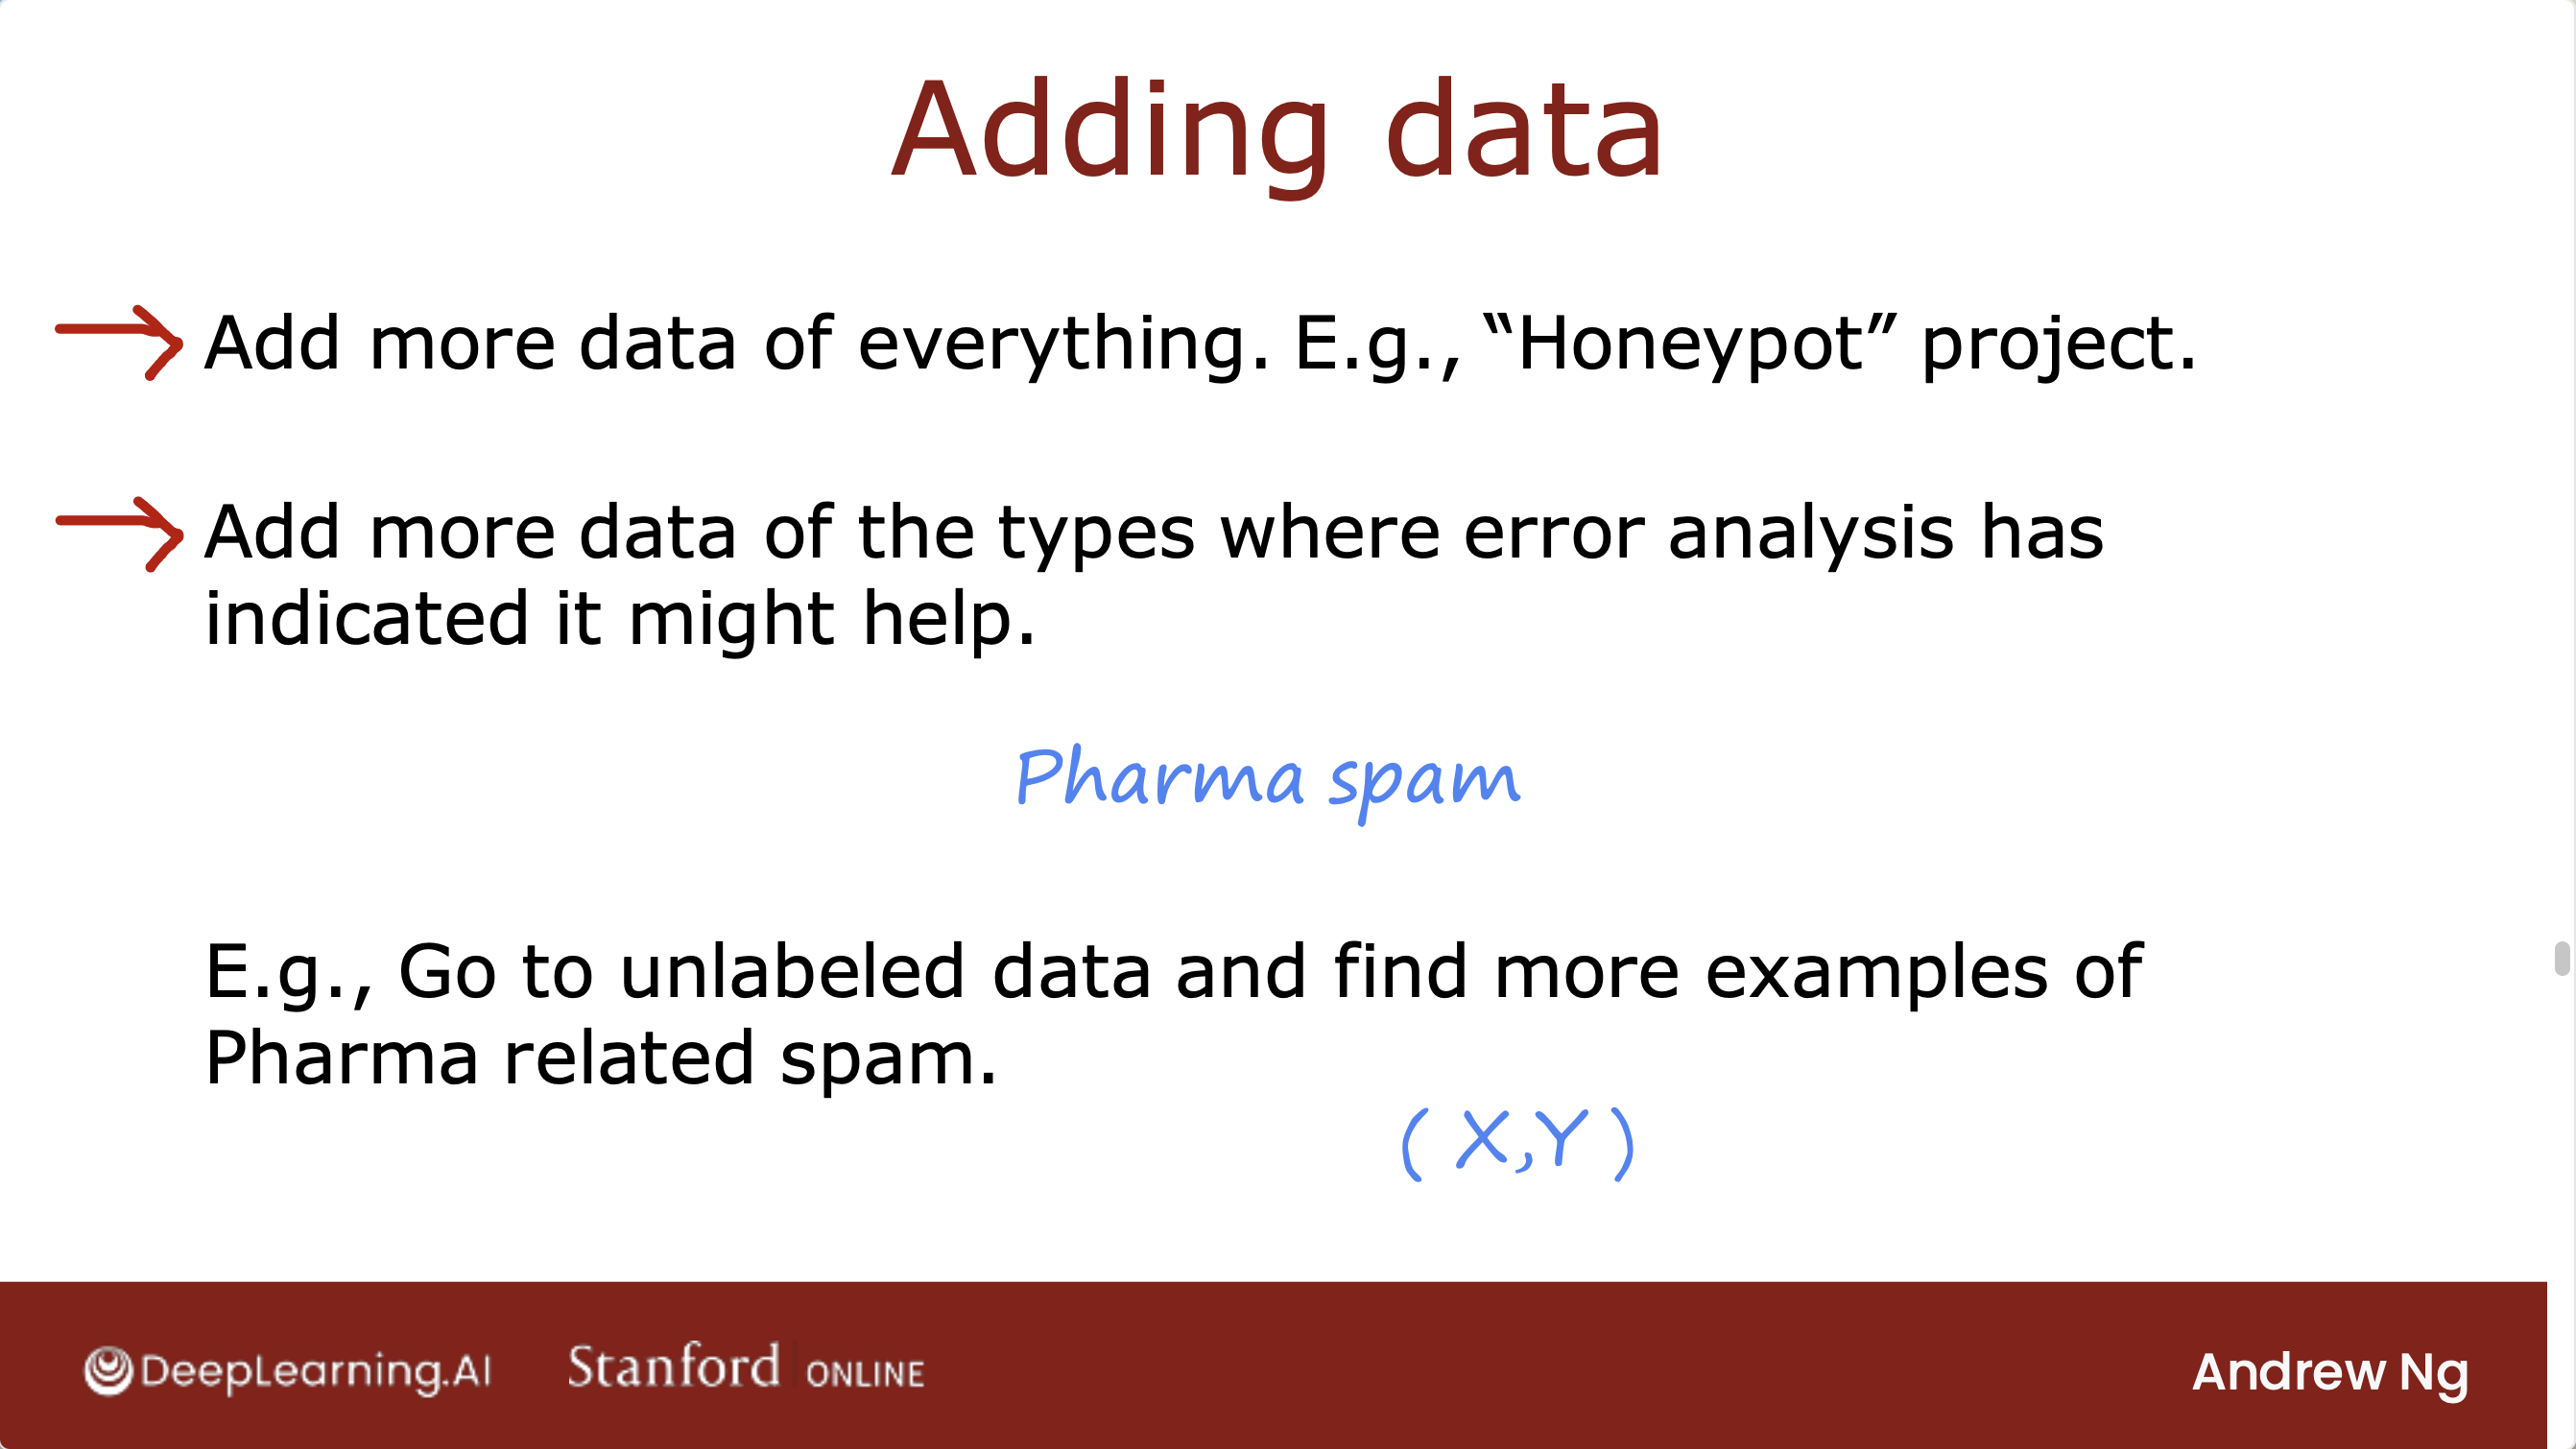 Adding data
Add more data of everything. E.g., “Honeypot” project.
Add more data of the types where error analysis has
indicated it might help.
Pharma spam
E.g., Go to unlabeled data and find more examples of
Pharma related spam.
( X,Y )
DeepLearning.AI Stanford ONLINE Andrew Ng